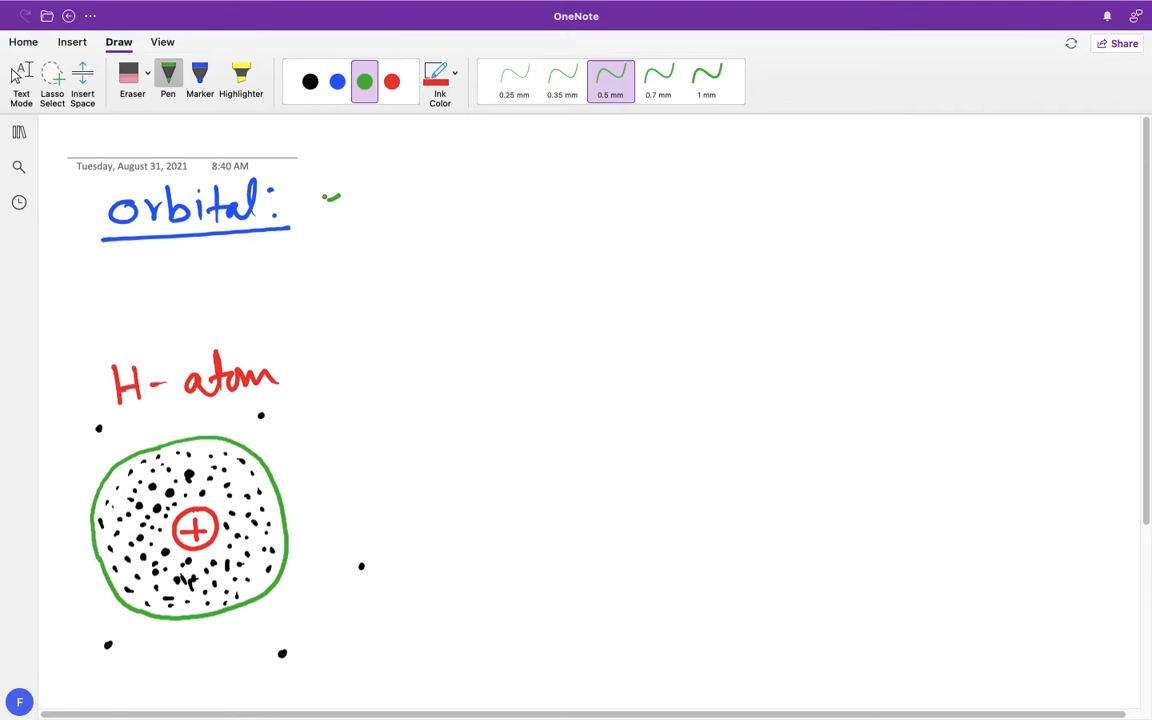 OneNote
Home Insert Draw View
Share
Text Mode
Lasso Select
Insert Space
Eraser
Pen
Marker
Highlighter
Ink Color
0.25 mm
0.35 mm
0.5 mm
0.7 mm
1 mm
Tuesday, August 31, 2021 8:40 AM
orbital:
H- atom
+
F